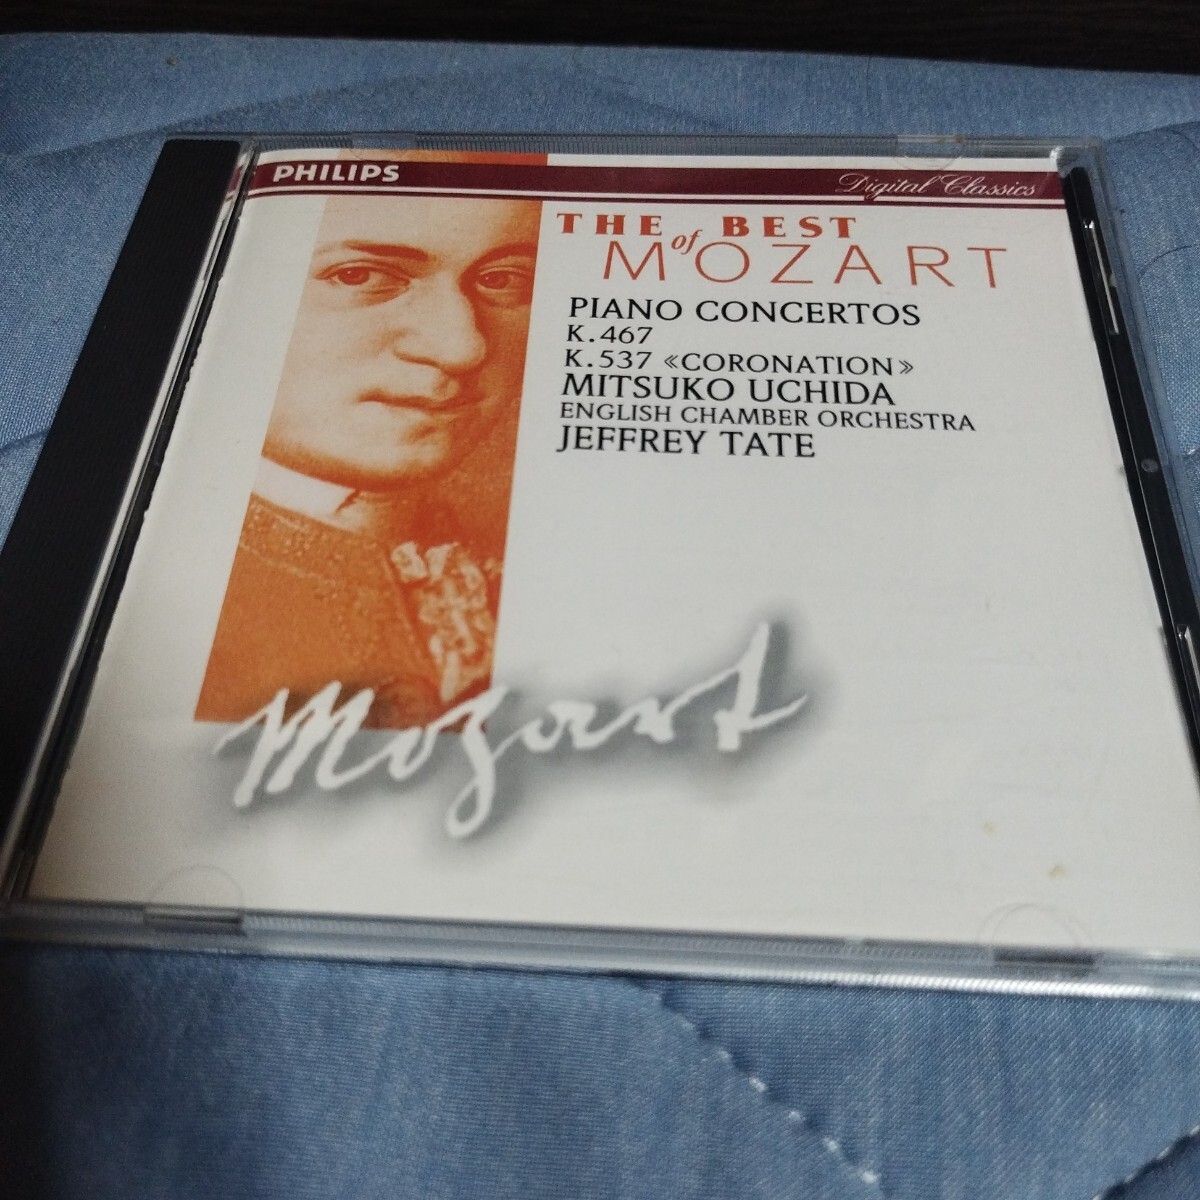 PHILIPS
Digital Classics
THE BEST
of
MOZART
PIANO CONCERTOS
K.467
K.537 «CORONATION»
MITSUKO UCHIDA
ENGLISH CHAMBER ORCHESTRA
JEFFREY TATE
Mozart